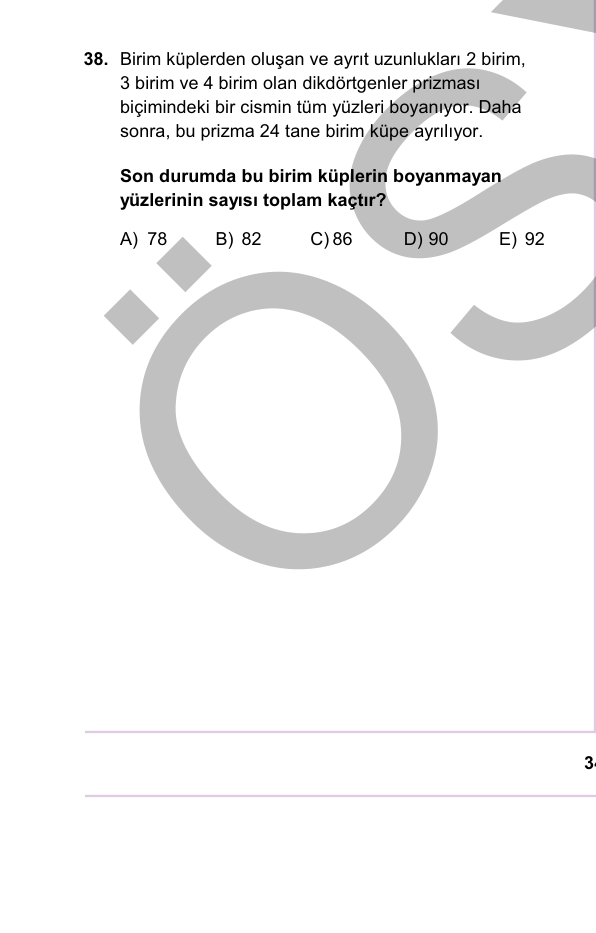 38. Birim küplerden oluşan ve ayrıt uzunlukları 2 birim,
3 birim ve 4 birim olan dikdörtgenler prizması
biçimindeki bir cismin tüm yüzleri boyanıyor. Daha
sonra, bu prizma 24 tane birim küpe ayrılıyor.
Son durumda bu birim küplerin boyanmayan
yüzlerinin sayısı toplam kaçtır?
A) 78 B) 82 C) 86 D) 90 E) 92
ÖS